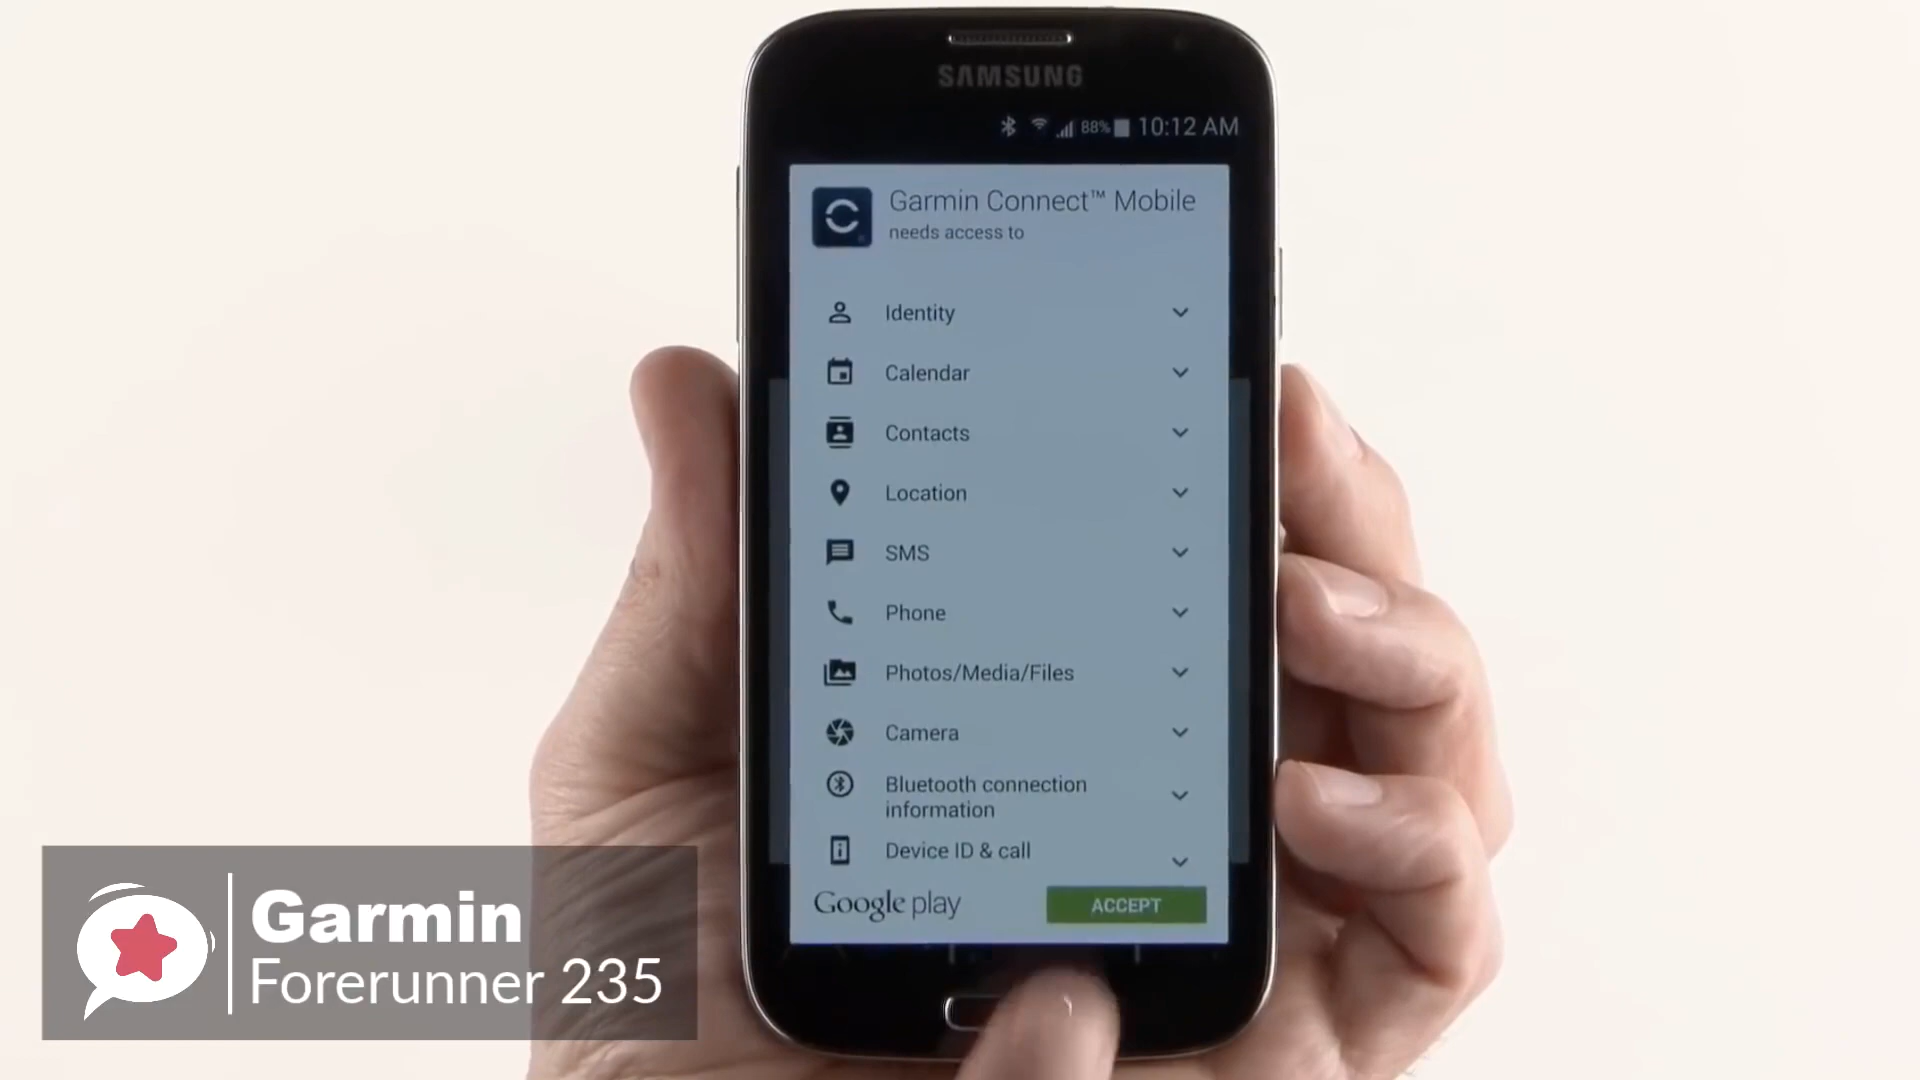 SAMSUNG
88% 10:12 AM
Garmin Connect™ Mobile
needs access to
Identity
Calendar
Contacts
Location
SMS
Phone
Photos/Media/Files
Camera
Bluetooth connection
information
Device ID & call
Google play
ACCEPT
Garmin
Forerunner 235